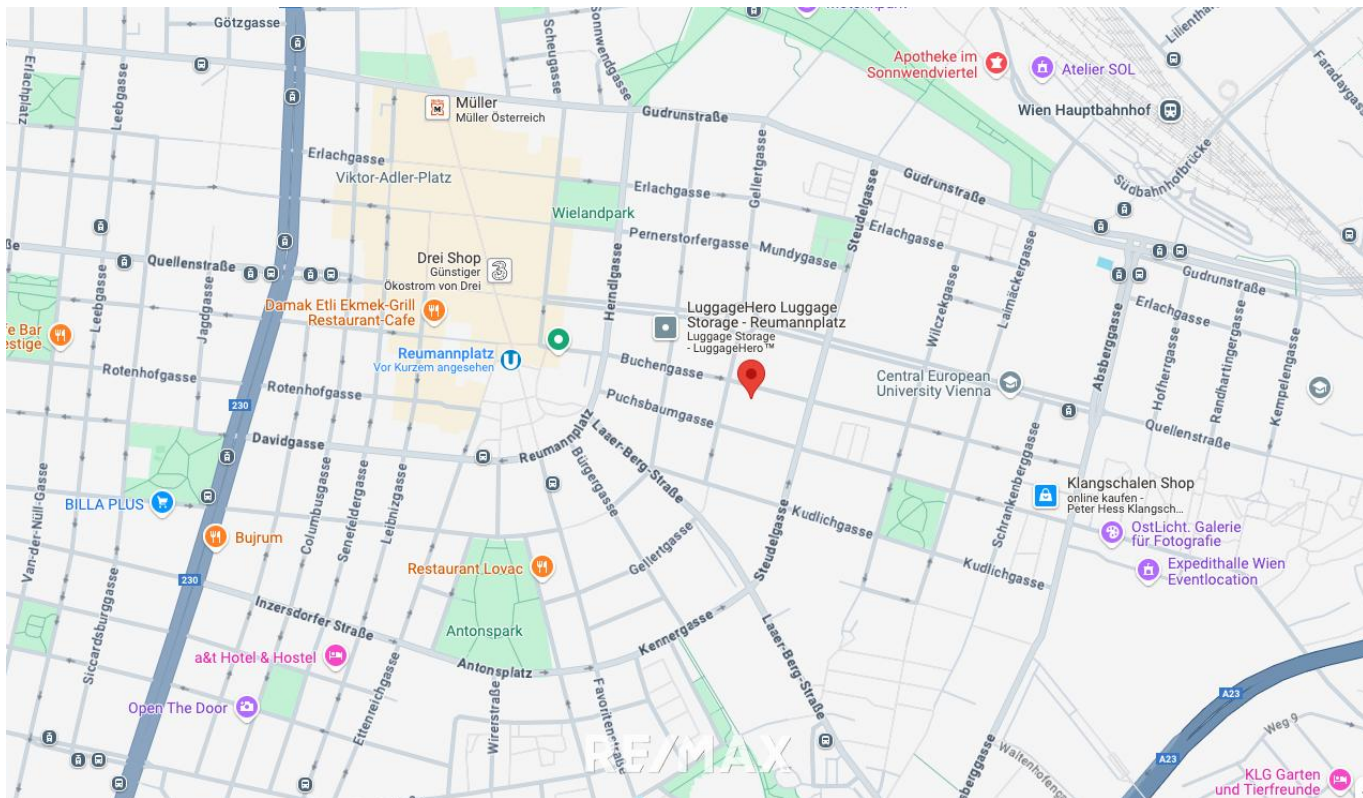 Götzgasse
Erlachplatz
Leebgasse
Scheugasse
Sonnwendgasse
Apotheke im
Sonnwendviertel
Atelier SOL
Wien Hauptbahnhof
Südbahnhofbrücke
Müller
Müller Österreich
Gudrunstraße
Gellertgasse
Steudelgasse
Gudrunstraße
Erlachgasse
Viktor-Adler-Platz
Erlachgasse
Wielandpark
Pernerstorfergasse
Mundygasse
Erlachgasse
Laimäckergasse
Wilczekgasse
Absberggasse
Gudrunstraße
Erlachgasse
Hofherrgasse
Randhartingergasse
Kempelengasse
Quellenstraße
Jagdgasse
Leebgasse
Drei Shop
Günstiger
Ökostrom von Drei
Herndlgasse
Damak Etli Ekmek-Grill
Restaurant-Cafe
LuggageHero Luggage
Storage - Reumannplatz
Luggage Storage
- LuggageHero™
Reumannplatz
Vor Kurzem angesehen
Buchengasse
Puchsbaumgasse
Central European
University Vienna
Quellenstraße
Rotenhofgasse
Rotenhofgasse
230
Davidgasse
Reumannplatz
Laaer-Berg-Straße
Bürgergasse
Schrankenberggasse
Klangschalen Shop
online kaufen -
Peter Hess Klangsch...
OstLicht. Galerie
für Fotografie
Expedithalle Wien
Eventlocation
BILLA PLUS
Van-der-Nüll-Gasse
Bujrum
Columbusgasse
Senefeldergasse
Leibnizgasse
Restaurant Lovac
Gellertgasse
Steudelgasse
Kudlichgasse
Kudlichgasse
230
Inzersdorfer Straße
Siccardsburggasse
Antonspark
Kennergasse
a&t Hotel & Hostel
Antonsplatz
Laaer-Berg-Straße
Open The Door
Ettenreichgasse
Wirerstraße
Favoritenstraße
RE/MAX
A23
Weg 9
A23
KLG Garten
und Tierfreunde